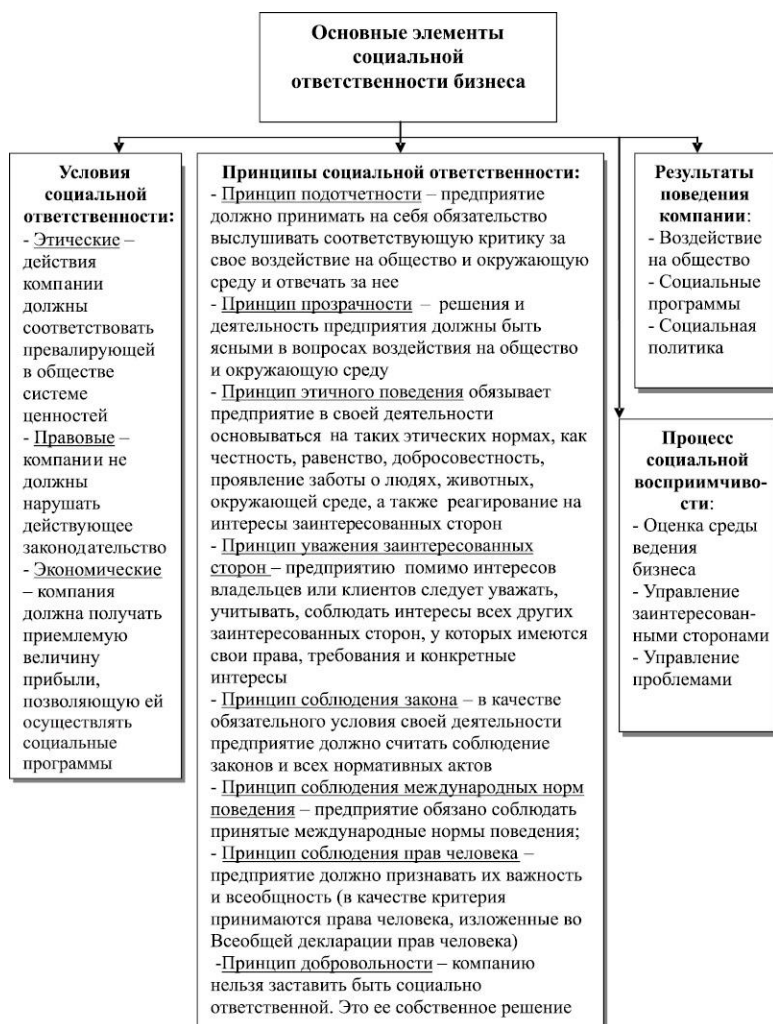 Основные элементы
социальной
ответственности бизнеса
Условия
социальной
ответственности:
- Этические –
действия
компании
должны
соответствовать
превалирующей
в обществе
системе
ценностей
- Правовые –
компании не
должны
нарушать
действующее
законодательство
- Экономические
– компания
должна получать
приемлемую
величину
прибыли,
позволяющую ей
осуществлять
социальные
программы
Принципы социальной ответственности:
- Принцип подотчетности – предприятие
должно принимать на себя обязательство
выслушивать соответствующую критику за
свое воздействие на общество и окружающую
среду и отвечать за нее
- Принцип прозрачности – решения и
деятельность предприятия должны быть
ясными в вопросах воздействия на общество
и окружающую среду
- Принцип этичного поведения обязывает
предприятие в своей деятельности
основываться на таких этических нормах, как
честность, равенство, добросовестность,
проявление заботы о людях, животных,
окружающей среде, а также реагирование на
интересы заинтересованных сторон
- Принцип уважения заинтересованных
сторон – предприятию помимо интересов
владельцев или клиентов следует уважать,
учитывать, соблюдать интересы всех других
заинтересованных сторон, у которых имеются
свои права, требования и конкретные
интересы
- Принцип соблюдения закона – в качестве
обязательного условия своей деятельности
предприятие должно считать соблюдение
законов и всех нормативных актов
- Принцип соблюдения международных норм
поведения – предприятие обязано соблюдать
принятые международные нормы поведения;
- Принцип соблюдения прав человека –
предприятие должно признавать их важность
и всеобщность (в качестве критерия
принимаются права человека, изложенные во
Всеобщей декларации прав человека)
-Принцип добровольности – компанию
нельзя заставить быть социально
ответственной. Это ее собственное решение
Результаты
поведения
компании:
- Воздействие
на общество
- Социальные
программы
- Социальная
политика
Процесс
социальной
восприимчиво-
сти:
- Оценка среды
ведения
бизнеса
- Управление
заинтересован-
ными сторонами
- Управление
проблемами